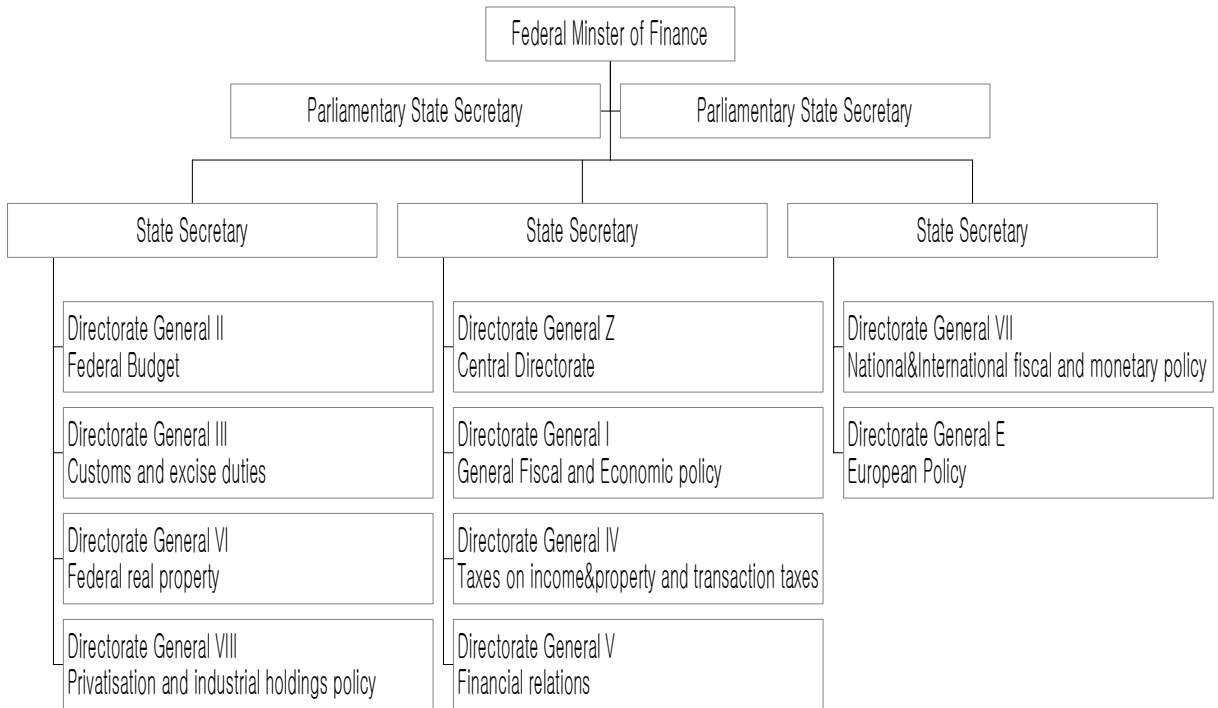 Federal Minster of Finance
Parliamentary State Secretary
Parliamentary State Secretary
State Secretary
State Secretary
State Secretary
Directorate General II
Federal Budget
Directorate General III
Customs and excise duties
Directorate General VI
Federal real property
Directorate General VIII
Privatisation and industrial holdings policy
Directorate General Z
Central Directorate
Directorate General I
General Fiscal and Economic policy
Directorate General IV
Taxes on income&property and transaction taxes
Directorate General V
Financial relations
Directorate General VII
National&International fiscal and monetary policy
Directorate General E
European Policy